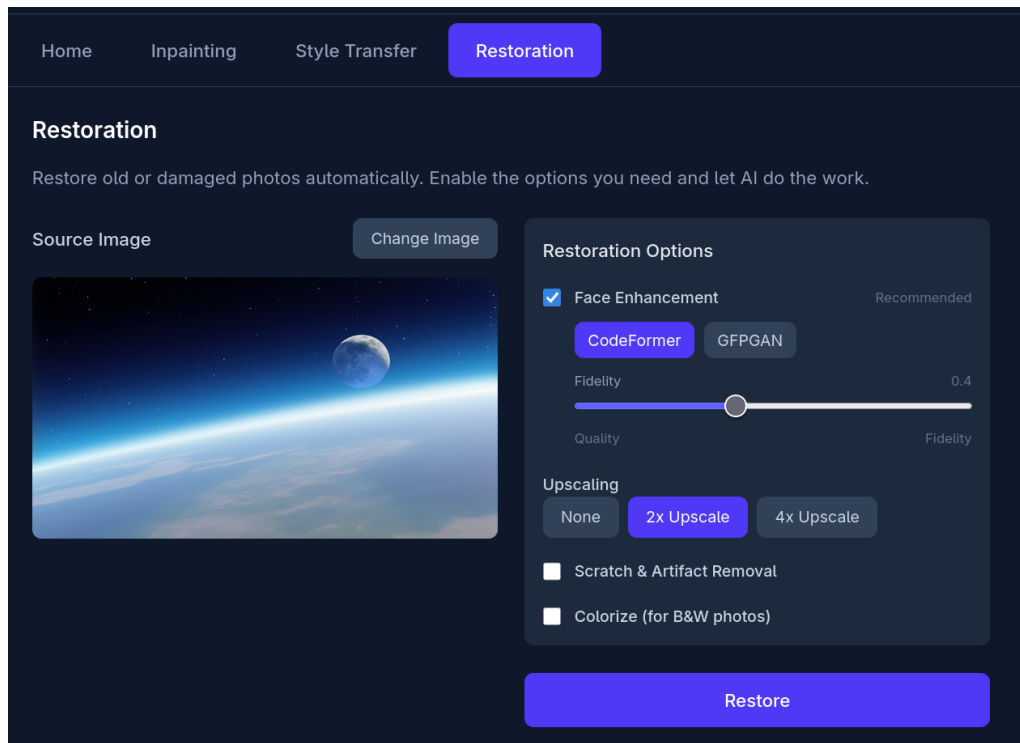 Home Inpainting Style Transfer Restoration
Restoration
Restore old or damaged photos automatically. Enable the options you need and let AI do the work.
Source Image
Change Image
Restoration Options
Face Enhancement Recommended
CodeFormer GFPGAN
Fidelity 0.4
Quality Fidelity
Upscaling
None 2x Upscale 4x Upscale
Scratch & Artifact Removal
Colorize (for B&W photos)
Restore